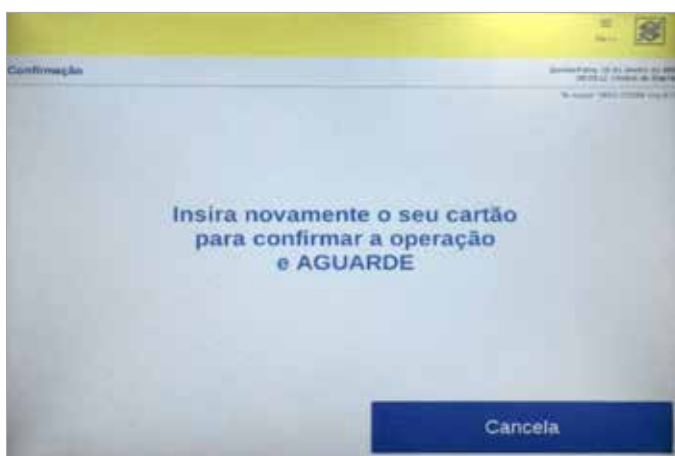 Confirmação
Insira novamente o seu cartão
para confirmar a operação
e AGUARDE
Cancela